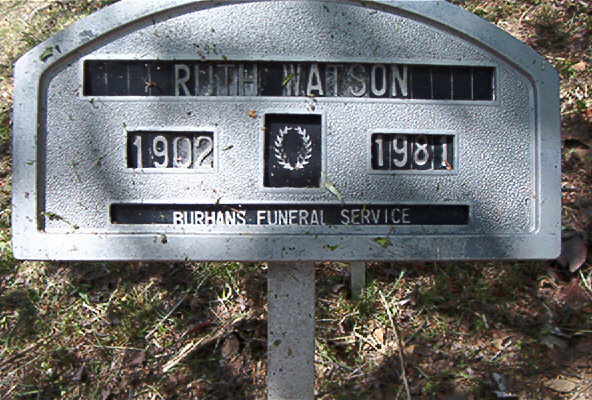 RUTH WATSON
1902 1981
BURHANS FUNERAL SERVICE